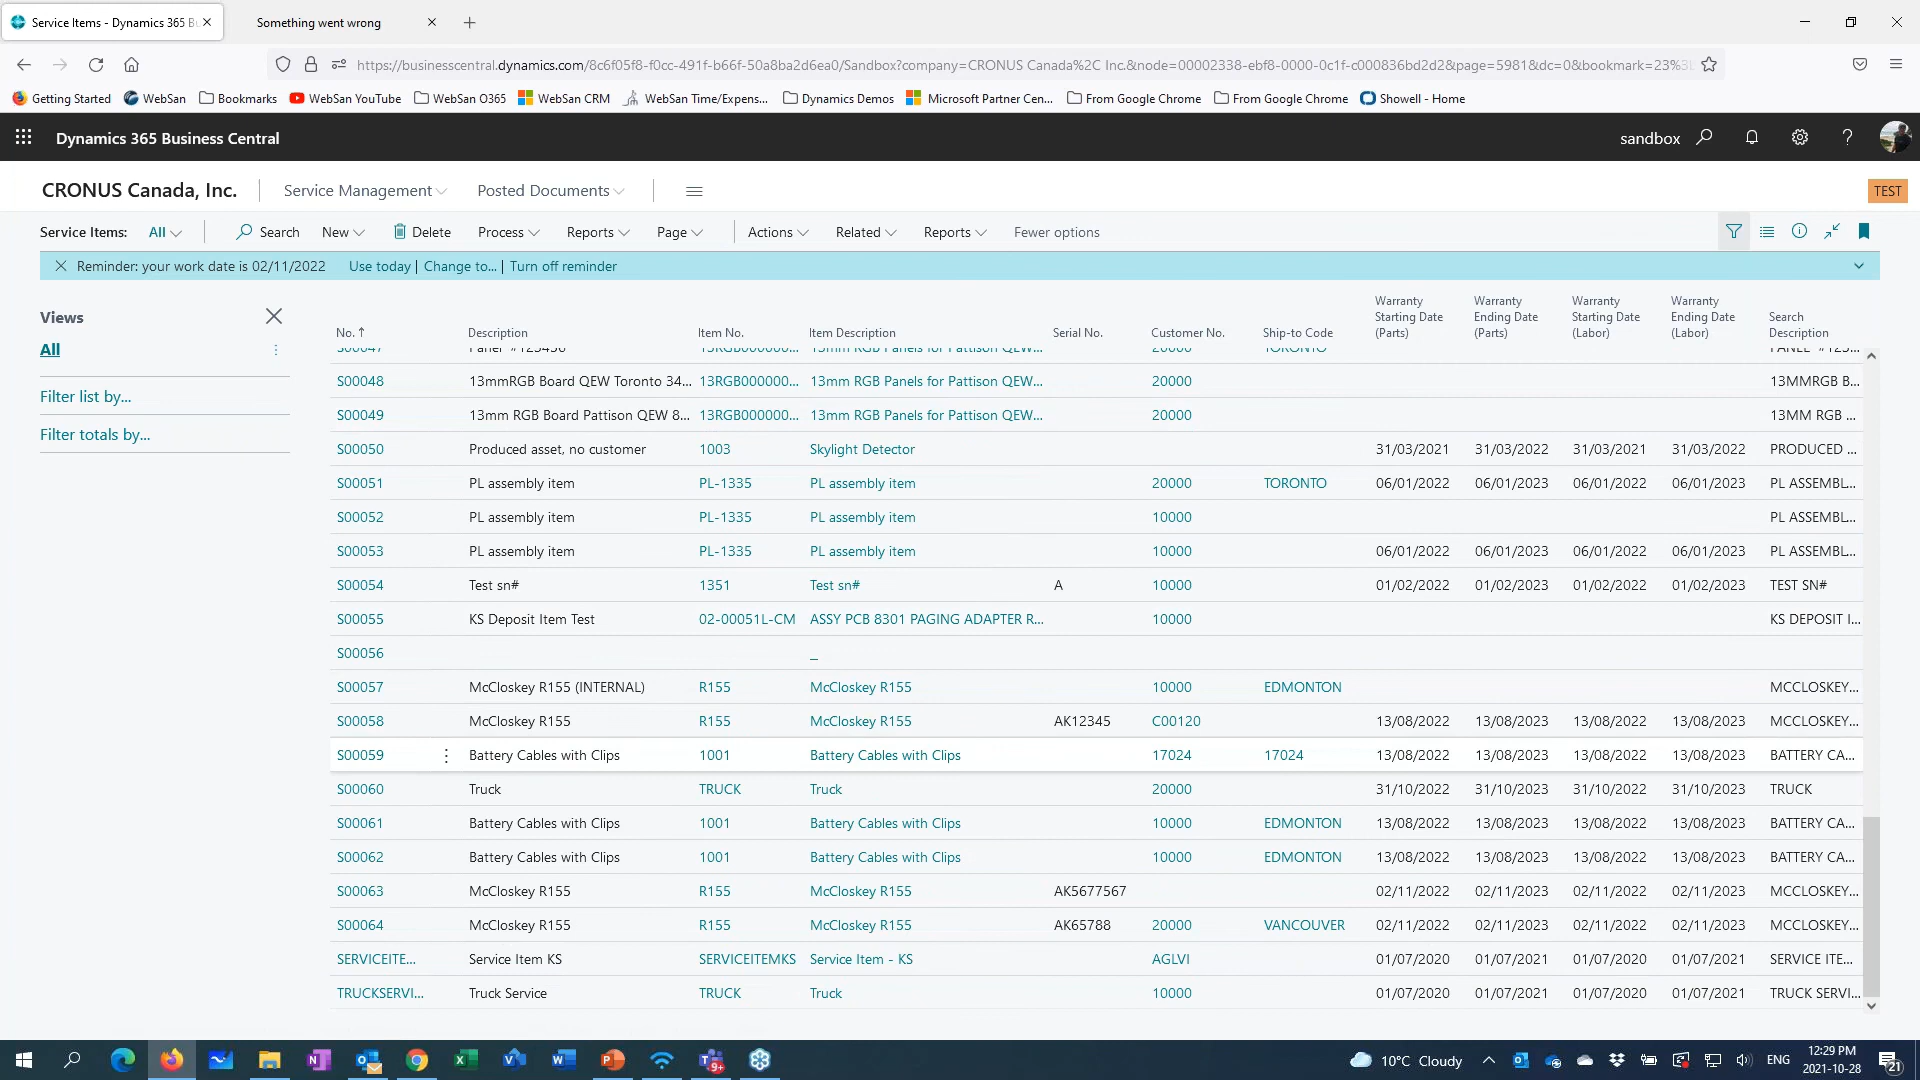 Service Items - Dynamics 365 B
Something went wrong
https://businesscentral.dynamics.com/8c6f05f8-f0cc-491f-b66f-50a8ba2d6ea0/Sandbox?company=CRONUS Canada%2C Inc.&node=00002338-ebf8-0000-0c1f-c000836bd2d2&page=5981&dc=0&bookmark=23%3
Getting Started WebSan Bookmarks WebSan YouTube WebSan O365 WebSan CRM WebSan Time/Expens... Dynamics Demos Microsoft Partner Cen... From Google Chrome From Google Chrome Showell - Home
Dynamics 365 Business Central sandbox
CRONUS Canada, Inc. Service Management Posted Documents TEST
Service Items: All Search New Delete Process Reports Page Actions Related Reports Fewer options
Reminder: your work date is 02/11/2022 Use today | Change to... | Turn off reminder
Views
All
Filter list by...
Filter totals by...
No. ↑ Description Item No. Item Description Serial No. Customer No. Ship-to Code Warranty Starting Date (Parts) Warranty Ending Date (Parts) Warranty Starting Date (Labor) Warranty Ending Date (Labor) Search Description
S00047 Panel #123456 13RGB000000... 13mm RGB Panels for Pattison QEW... 20000 TORONTO PANEL #123...
S00048 13mmRGB Board QEW Toronto 34... 13RGB000000... 13mm RGB Panels for Pattison QEW... 20000 13MMRGB B...
S00049 13mm RGB Board Pattison QEW 8... 13RGB000000... 13mm RGB Panels for Pattison QEW... 20000 13MM RGB ...
S00050 Produced asset, no customer 1003 Skylight Detector 31/03/2021 31/03/2022 31/03/2021 31/03/2022 PRODUCED ...
S00051 PL assembly item PL-1335 PL assembly item 20000 TORONTO 06/01/2022 06/01/2023 06/01/2022 06/01/2023 PL ASSEMBL...
S00052 PL assembly item PL-1335 PL assembly item 10000 PL ASSEMBL...
S00053 PL assembly item PL-1335 PL assembly item 10000 06/01/2022 06/01/2023 06/01/2022 06/01/2023 PL ASSEMBL...
S00054 Test sn# 1351 Test sn# A 10000 01/02/2022 01/02/2023 01/02/2022 01/02/2023 TEST SN#
S00055 KS Deposit Item Test 02-00051L-CM ASSY PCB 8301 PAGING ADAPTER R... 10000 KS DEPOSIT I...
S00056 _
S00057 McCloskey R155 (INTERNAL) R155 McCloskey R155 10000 EDMONTON MCCLOSKEY...
S00058 McCloskey R155 R155 McCloskey R155 AK12345 C00120 13/08/2022 13/08/2023 13/08/2022 13/08/2023 MCCLOSKEY...
S00059 Battery Cables with Clips 1001 Battery Cables with Clips 17024 17024 13/08/2022 13/08/2023 13/08/2022 13/08/2023 BATTERY CA...
S00060 Truck TRUCK Truck 20000 31/10/2022 31/10/2023 31/10/2022 31/10/2023 TRUCK
S00061 Battery Cables with Clips 1001 Battery Cables with Clips 10000 EDMONTON 13/08/2022 13/08/2023 13/08/2022 13/08/2023 BATTERY CA...
S00062 Battery Cables with Clips 1001 Battery Cables with Clips 10000 EDMONTON 13/08/2022 13/08/2023 13/08/2022 13/08/2023 BATTERY CA...
S00063 McCloskey R155 R155 McCloskey R155 AK5677567 02/11/2022 02/11/2023 02/11/2022 02/11/2023 MCCLOSKEY...
S00064 McCloskey R155 R155 McCloskey R155 AK65788 20000 VANCOUVER 02/11/2022 02/11/2023 02/11/2022 02/11/2023 MCCLOSKEY...
SERVICEITE... Service Item KS SERVICEITEMKS Service Item - KS AGLVI 01/07/2020 01/07/2021 01/07/2020 01/07/2021 SERVICE ITE...
TRUCKSERVI... Truck Service TRUCK Truck 10000 01/07/2020 01/07/2021 01/07/2020 01/07/2021 TRUCK SERVI...
10°C Cloudy ENG 12:29 PM
2021-10-28 21